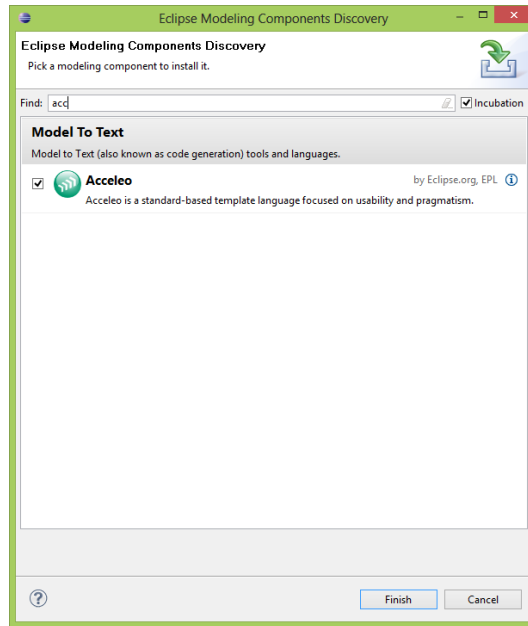 Eclipse Modeling Components Discovery
Eclipse Modeling Components Discovery
Pick a modeling component to install it.
Find: acc Incubation
Model To Text
Model to Text (also known as code generation) tools and languages.
Acceleo by Eclipse.org, EPL
Acceleo is a standard-based template language focused on usability and pragmatism.
Finish Cancel